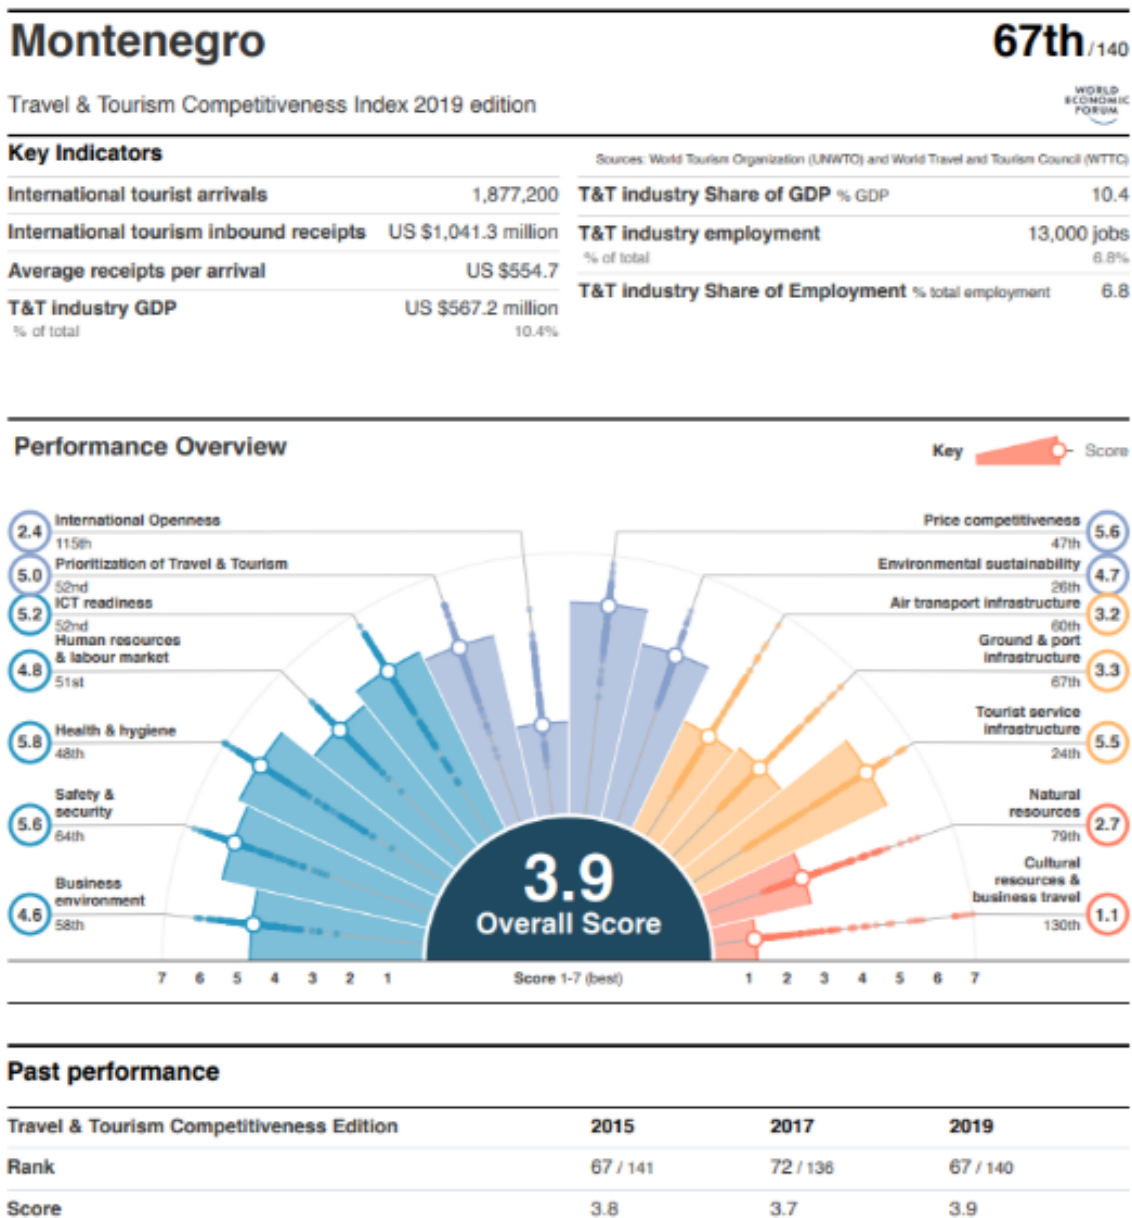 Montenegro
67th/140
Travel & Tourism Competitiveness Index 2019 edition
WORLD
ECONOMIC
FORUM
Key Indicators
Sources: World Tourism Organization (UNWTO) and World Travel and Tourism Council (WTTC)
International tourist arrivals 1,877,200
International tourism inbound receipts US $1,041.3 million
Average receipts per arrival US $554.7
T&T industry GDP US $567.2 million
% of total 10.4%
T&T industry Share of GDP % GDP 10.4
T&T industry employment 13,000 jobs
% of total 6.8%
T&T industry Share of Employment % total employment 6.8
Performance Overview
Key Score
2.4 International Openness
115th
5.0 Prioritization of Travel & Tourism
52nd
5.2 ICT readiness
52nd
Human resources
& labour market
4.8 51st
Health & hygiene
5.8 48th
Safety &
security
5.6 64th
Business
environment
4.6 58th
Price competitiveness 5.6
47th
Environmental sustainability 4.7
26th
Air transport infrastructure 3.2
60th
Ground & port
infrastructure
67th 3.3
Tourist service
infrastructure
24th 5.5
Natural
resources
79th 2.7
Cultural
resources &
business travel
130th 1.1
3.9
Overall Score
7 6 5 4 3 2 1 Score 1-7 (best) 1 2 3 4 5 6 7
Past performance
Travel & Tourism Competitiveness Edition 2015 2017 2019
Rank 67 / 141 72 / 136 67 / 140
Score 3.8 3.7 3.9